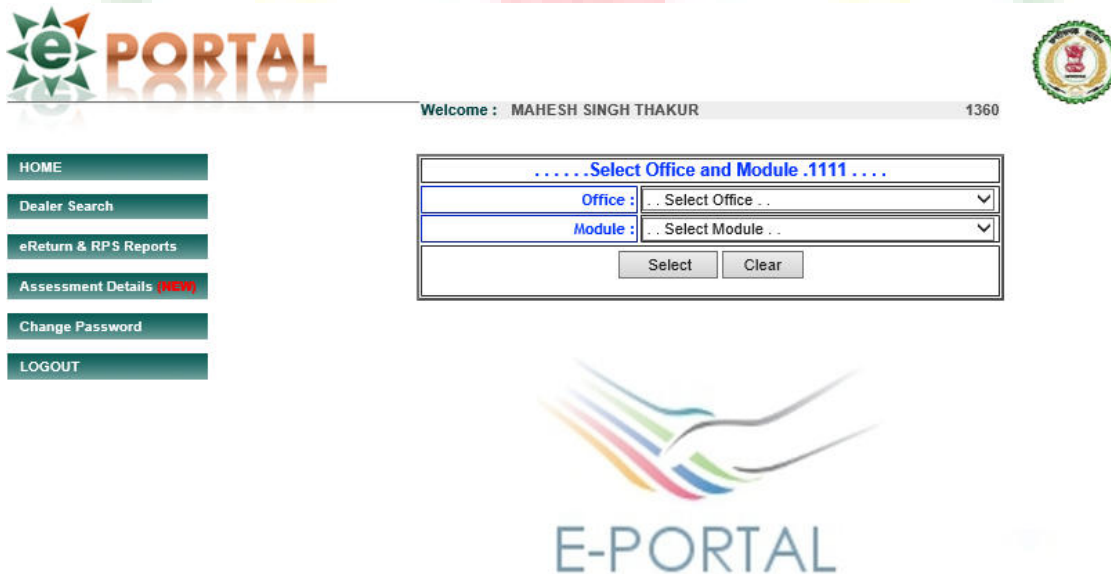 e PORTAL
Welcome : MAHESH SINGH THAKUR 1360
HOME
Dealer Search
eReturn & RPS Reports
Assessment Details (NEW)
Change Password
LOGOUT
. . . . . .Select Office and Module .1111 . . . .
Office : . . Select Office . .
Module : . . Select Module . .
Select Clear
E-PORTAL